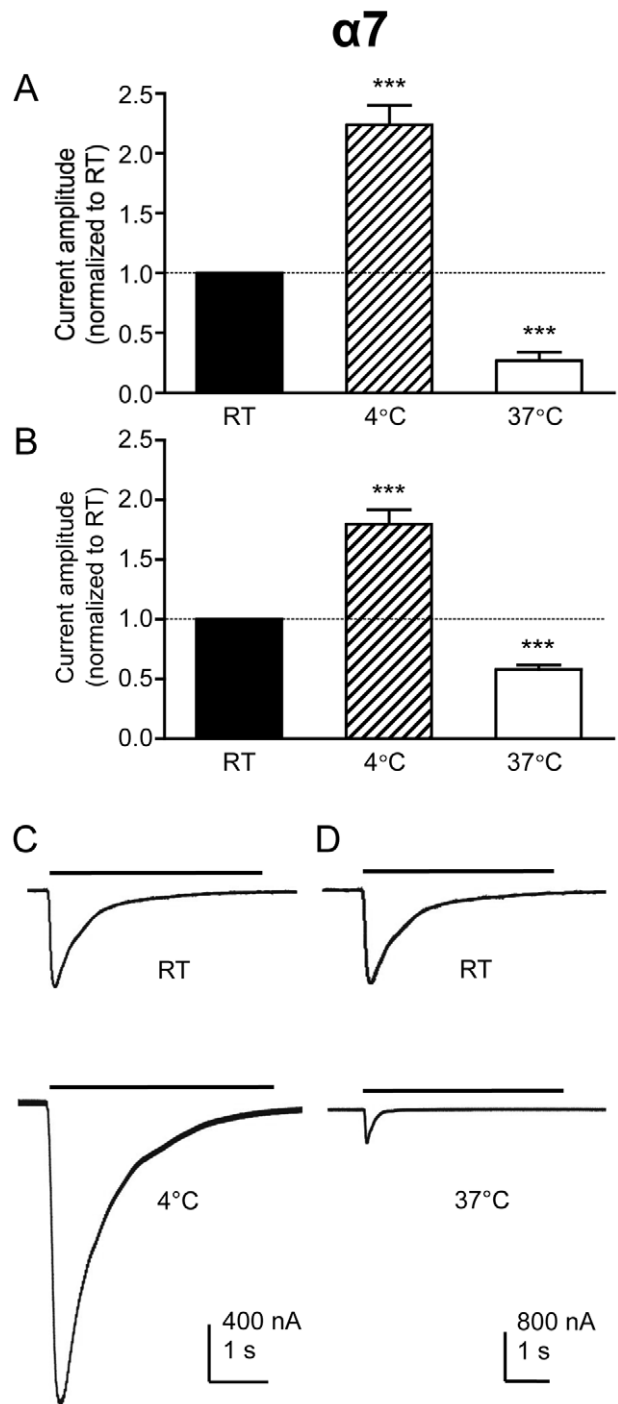 α7
A
Current amplitude
(normalized to RT)
2.5
2.0
1.5
1.0
0.5
0.0
***
***
RT 4°C 37°C
B
Current amplitude
(normalized to RT)
2.5
2.0
1.5
1.0
0.5
0.0
***
***
RT 4°C 37°C
C D
RT RT
4°C 37°C
400 nA 800 nA
1 s 1 s